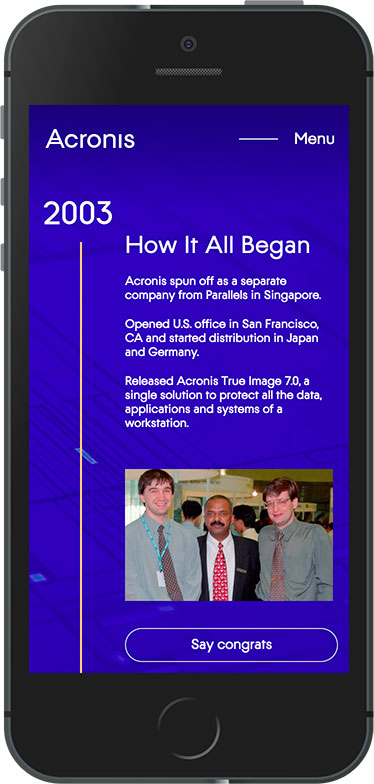 Acronis
Menu
2003
How It All Began
Acronis spun off as a separate
company from Parallels in Singapore.
Opened U.S. office in San Francisco,
CA and started distribution in Japan
and Germany.
Released Acronis True Image 7.0, a
single solution to protect all the data,
applications and systems of a
workstation.
Say congrats